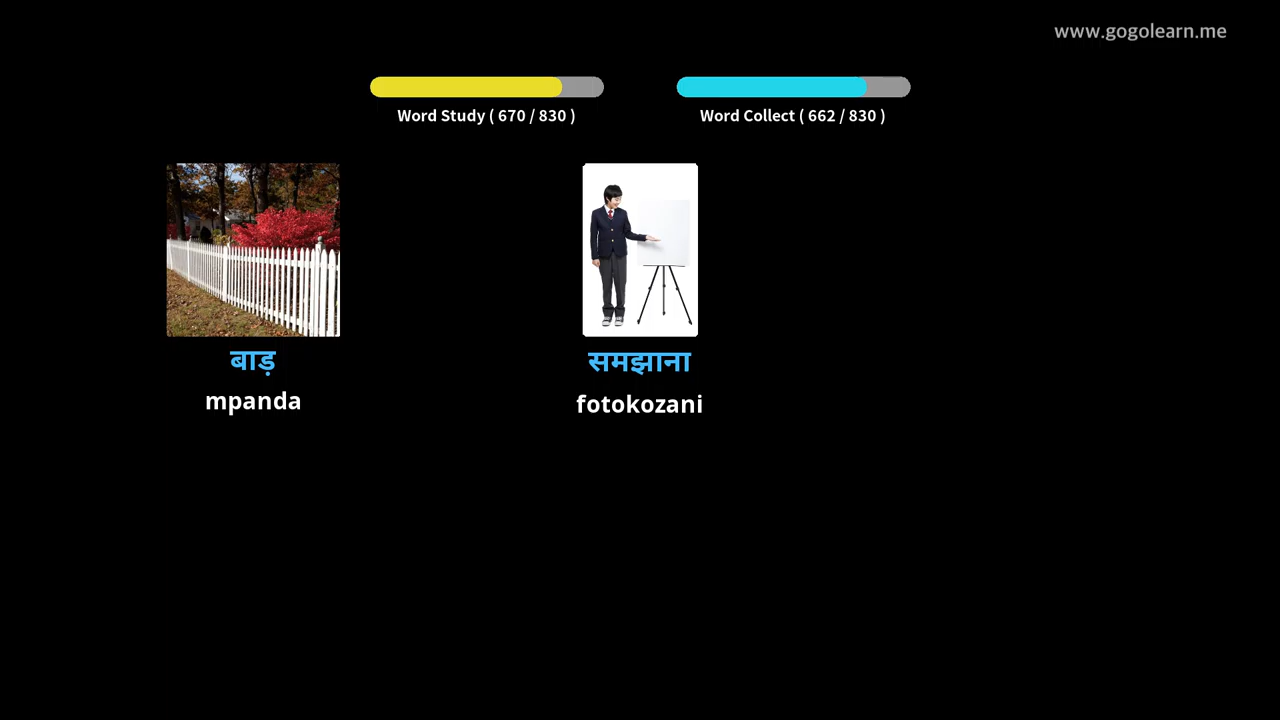 www.gogolearn.me
Word Study ( 670 / 830 )
Word Collect ( 662 / 830 )
बाड़
mpanda
समझाना
fotokozani